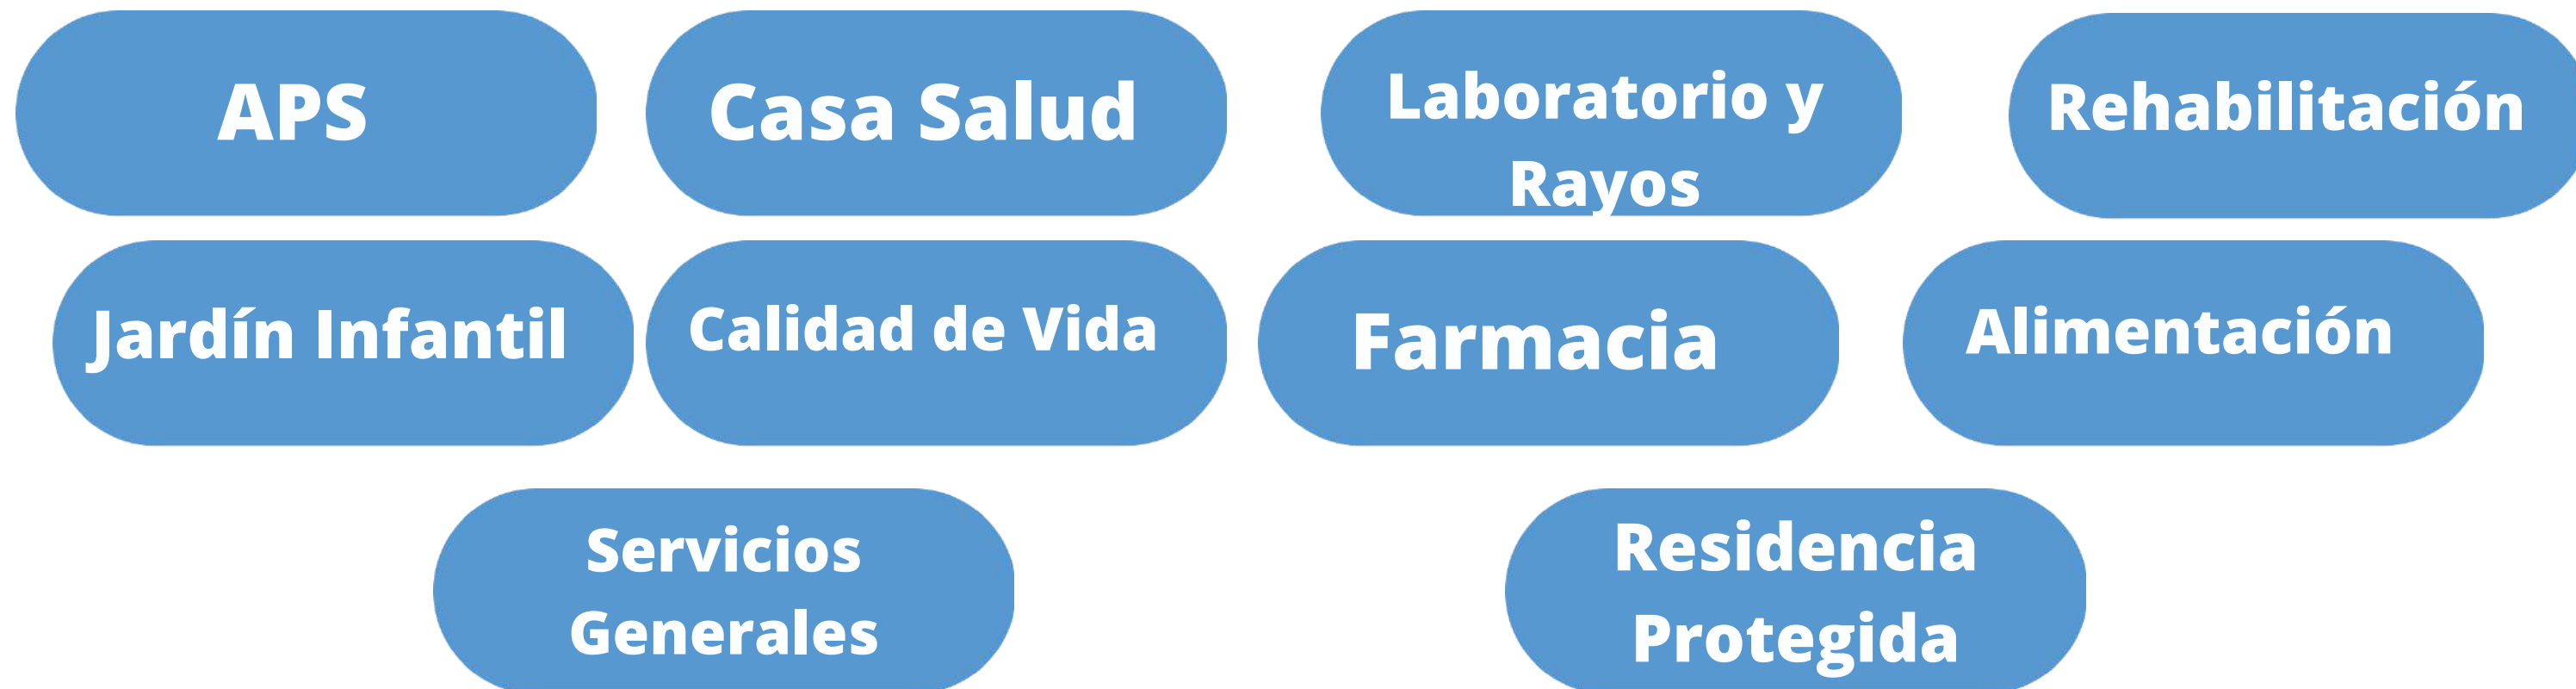 APS
Casa Salud
Laboratorio y
Rayos
Rehabilitación
Jardín Infantil
Calidad de Vida
Farmacia
Alimentación
Servicios
Generales
Residencia
Protegida